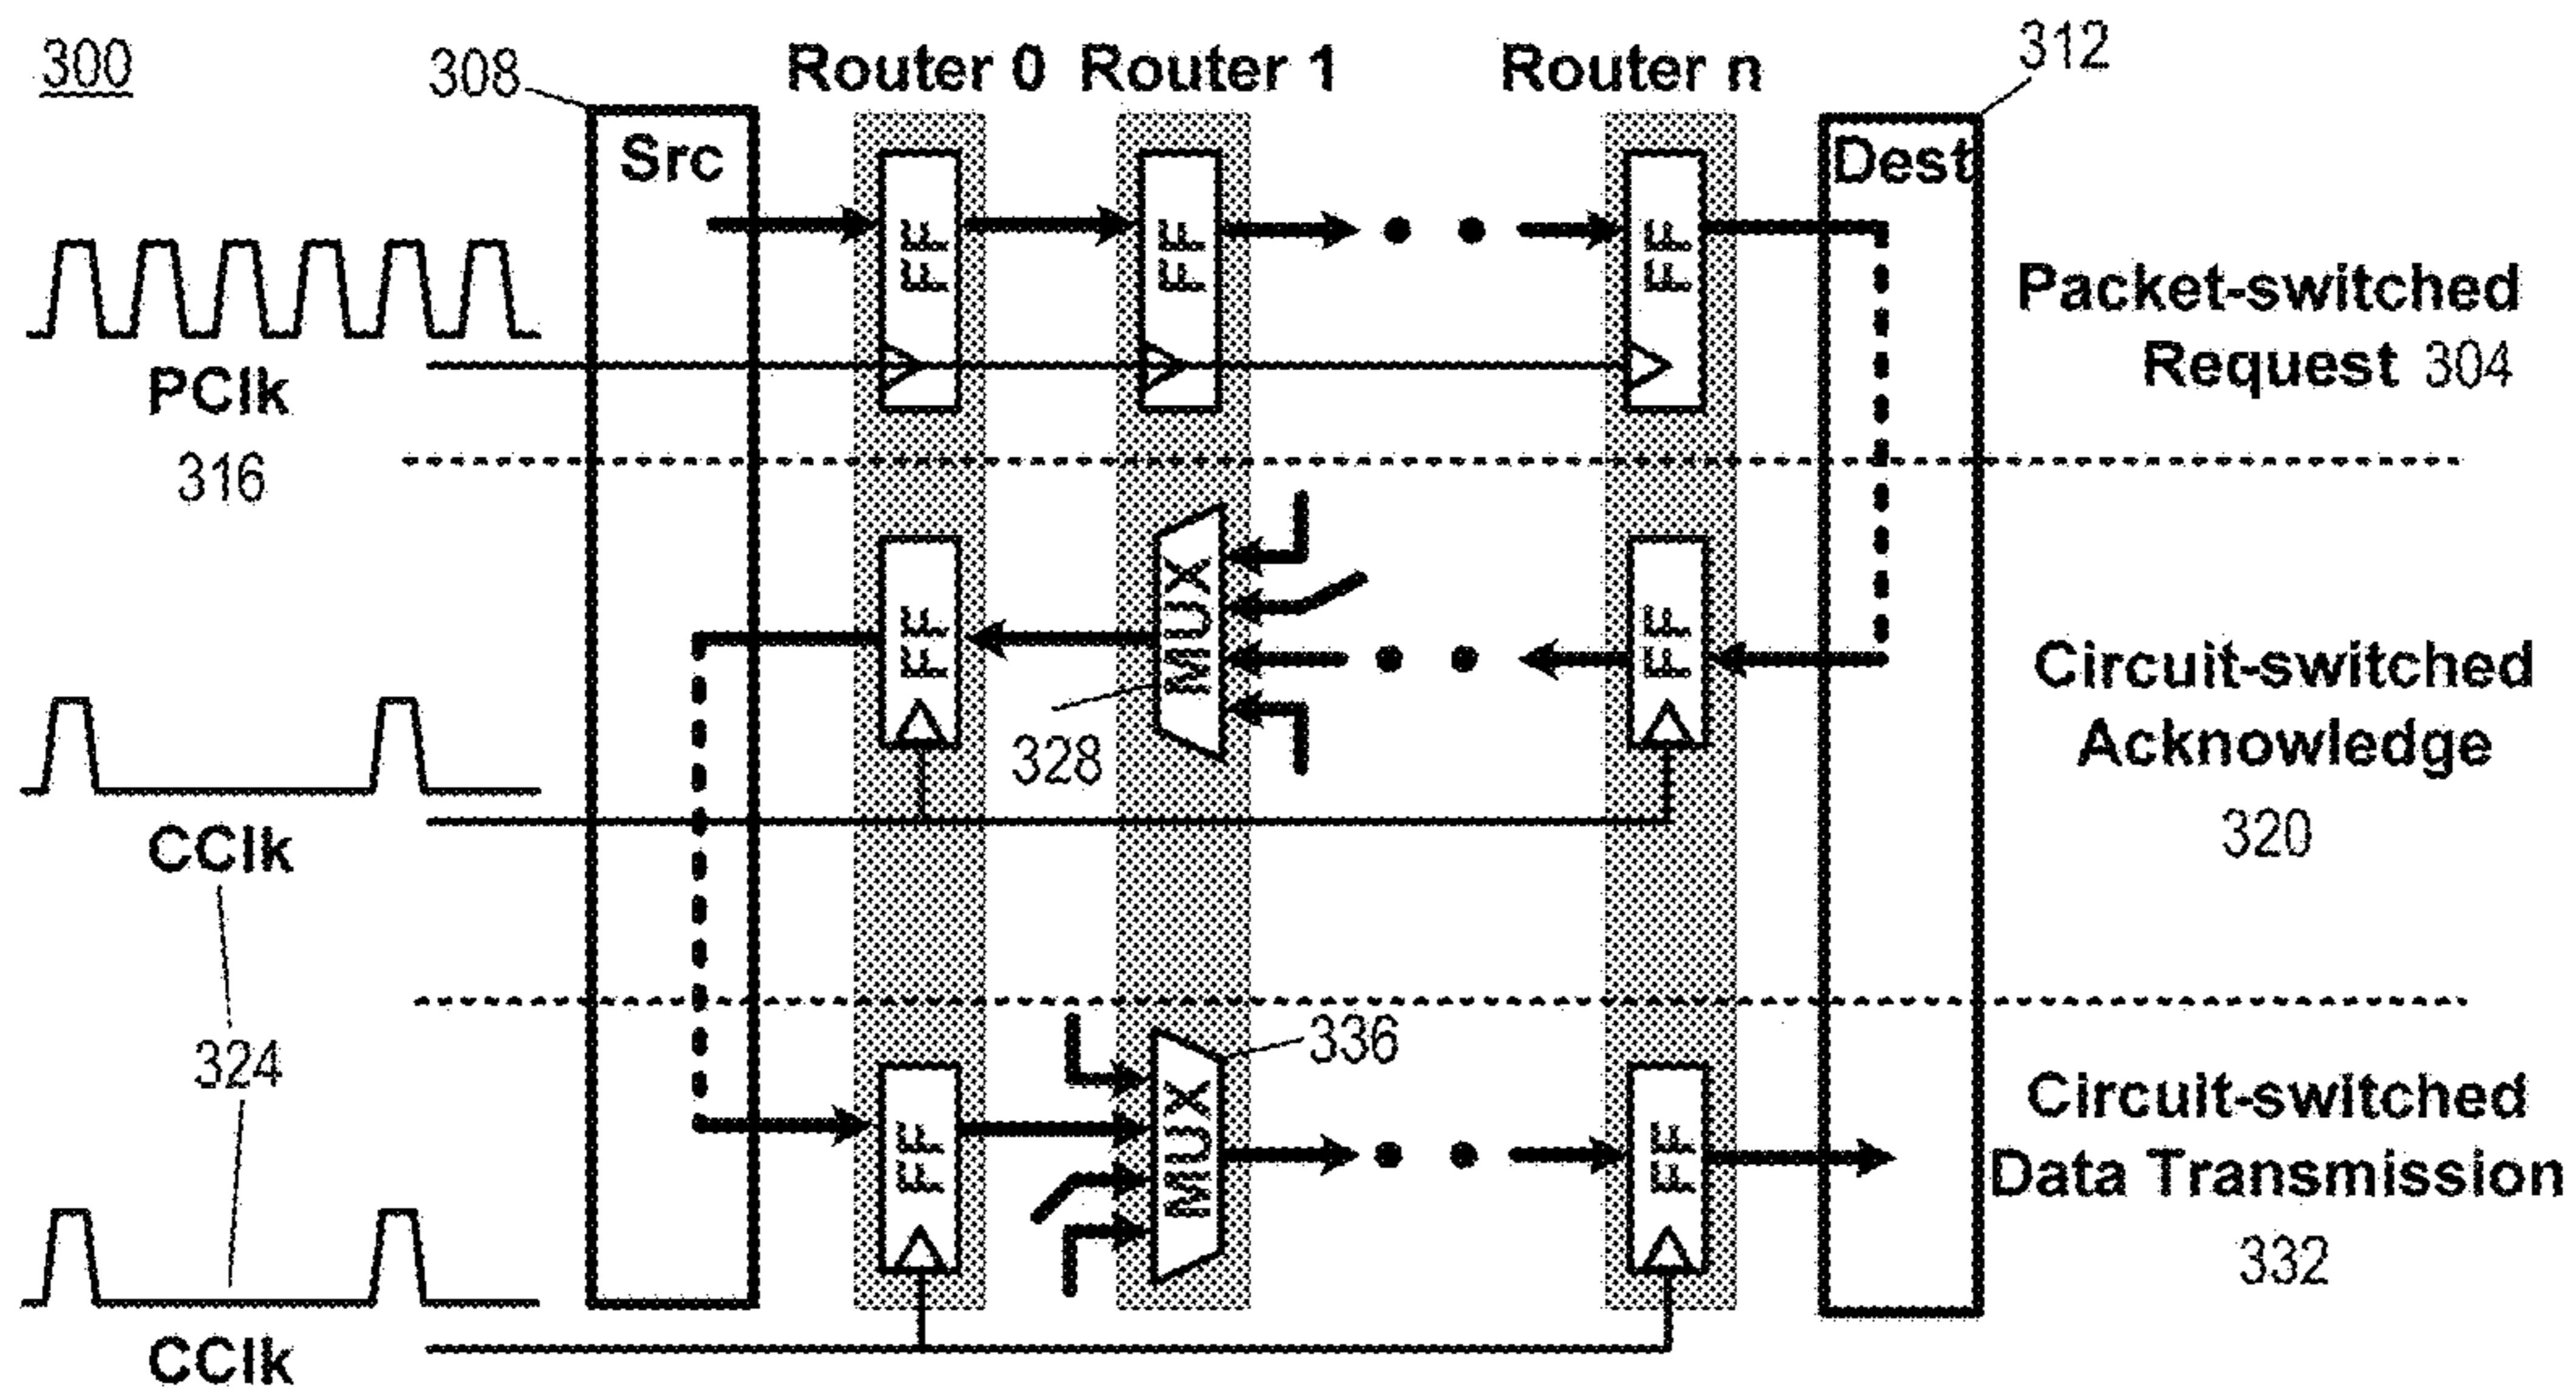 300
308
Router 0
Router 1
Router n
312
Src
Dest
FF
FF
FF
Packet-switched
Request 304
PClk
316
FF
MUX
FF
328
Circuit-switched
Acknowledge
320
CClk
324
336
FF
MUX
FF
Circuit-switched
Data Transmission
332
CClk